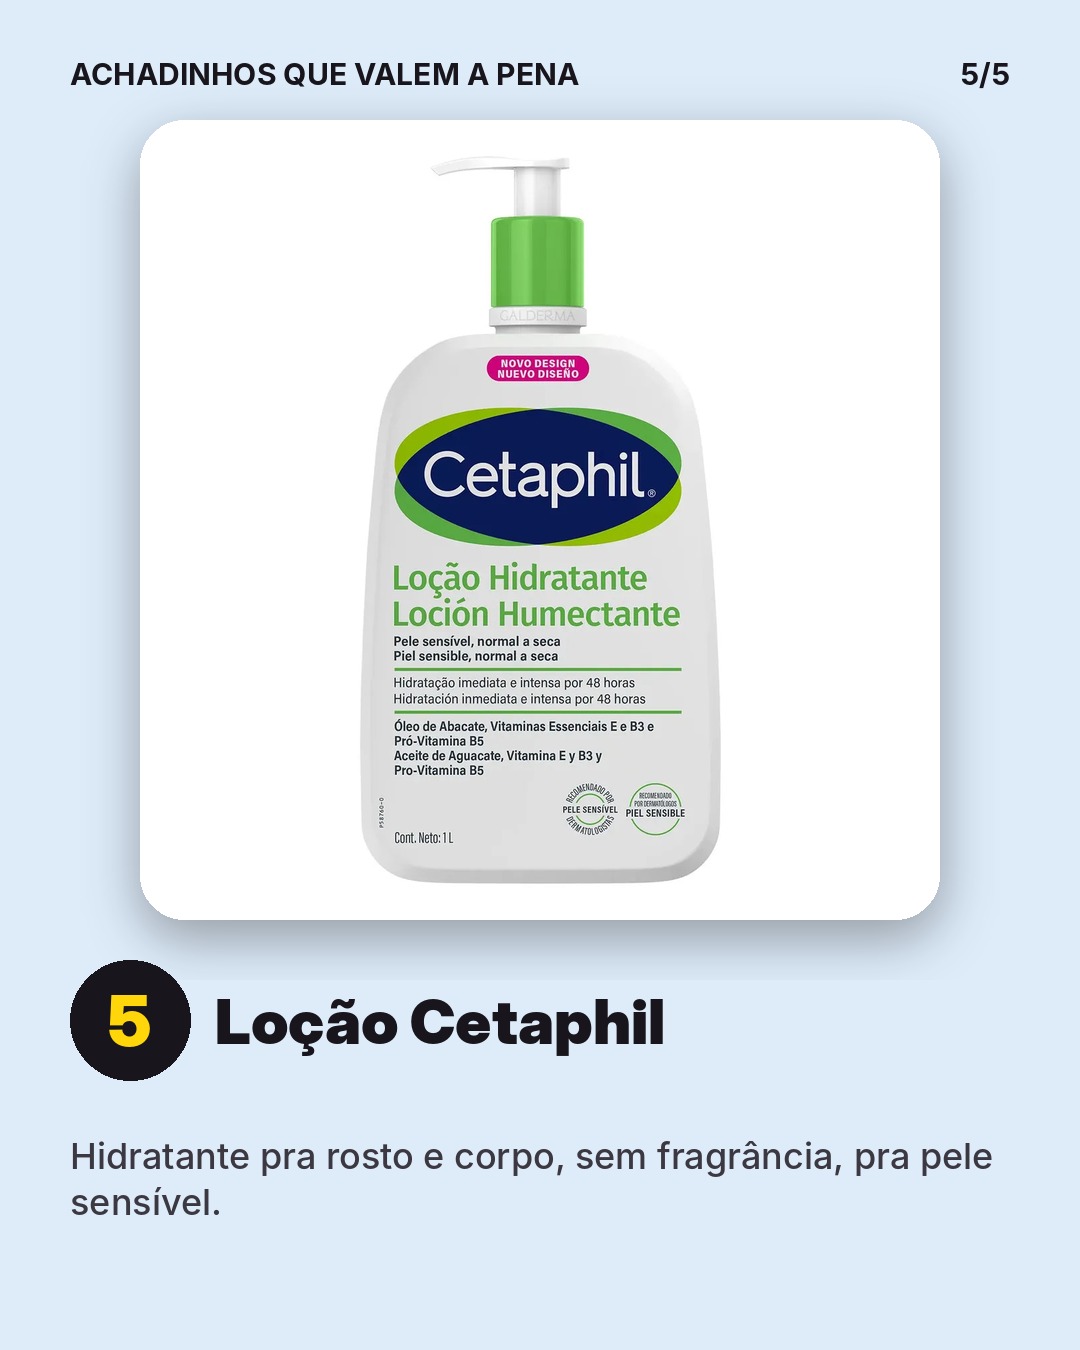 ACHADINHOS QUE VALEM A PENA
5/5
GALDERMA
NOVO DESIGN
NUEVO DISEÑO
Cetaphil®
Loção Hidratante
Loción Humectante
Pele sensível, normal a seca
Piel sensible, normal a seca
Hidratação imediata e intensa por 48 horas
Hidratación inmediata e intensa por 48 horas
Óleo de Abacate, Vitaminas Essenciais E e B3 e
Pró-Vitamina B5
Aceite de Aguacate, Vitamina E y B3 y
Pro-Vitamina B5
RECOMENDADO POR
PELE SENSÍVEL
DERMATOLOGISTAS
RECOMENDADO
POR DERMATÓLOGOS
PIEL SENSIBLE
P58760-0
Cont. Neto: 1 L
5
Loção Cetaphil
Hidratante pra rosto e corpo, sem fragrância, pra pele
sensível.